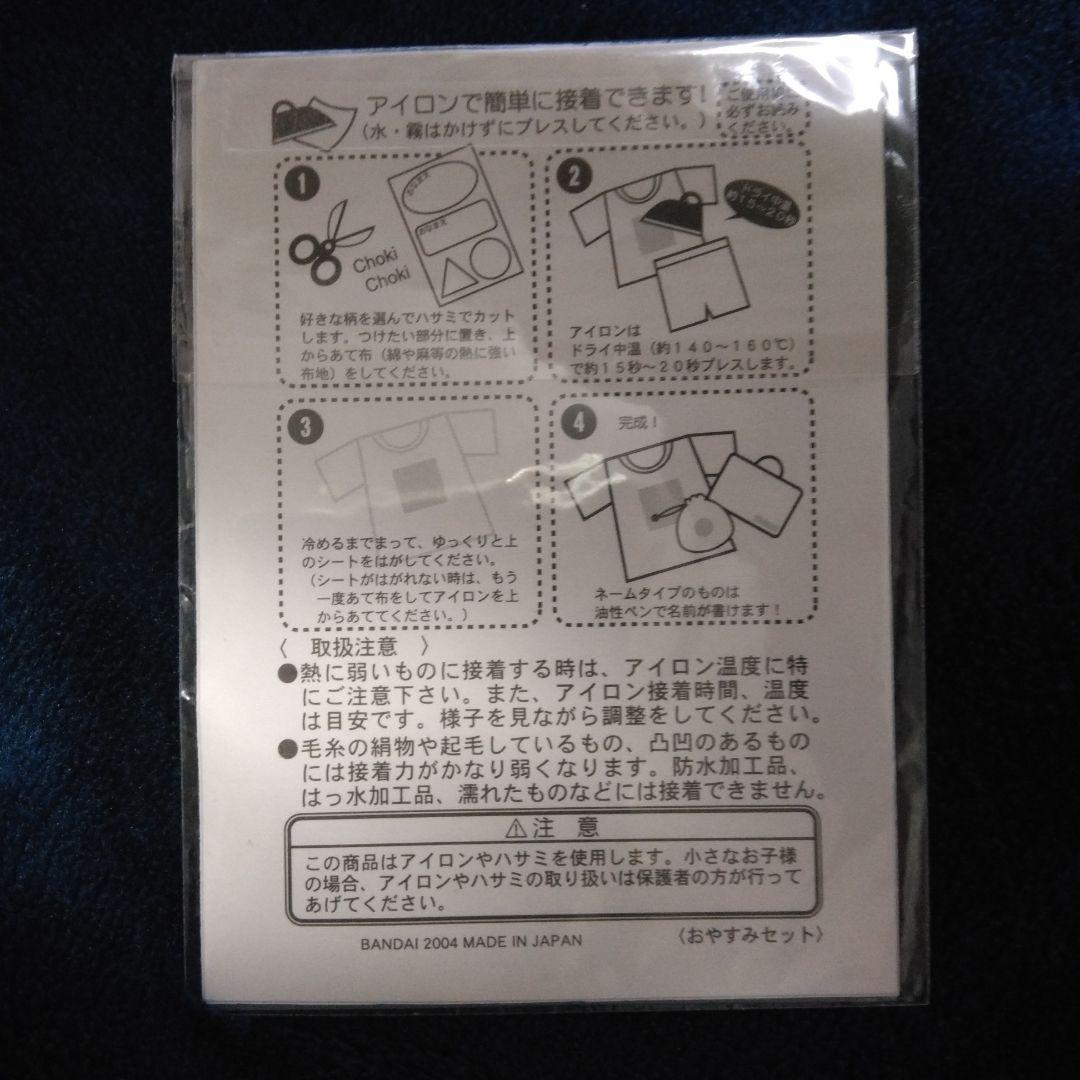 アイロンで簡単に接着できます！
（水・霧はかけずにプレスしてください。）
ご使用前に
必ずお読み
ください。
1
おなまえ
おなまえ
Choki
Choki
好きな柄を選んでハサミでカット
します。つけたい部分に置き、上
からあて布（綿や麻等の熱に強い
布地）をしてください。
2
ドライ中温
約15～20秒
アイロンは
ドライ中温（約140～160℃）
で約15秒～20秒プレスします。
3
冷めるまでまって、ゆっくりと上
のシートをはがしてください。
（シートがはがれない時は、もう
一度あて布をしてアイロンを上
からあててください。）
4
完成！
ネームタイプのものは
油性ペンで名前が書けます！
〈 取扱注意 〉
●熱に弱いものに接着する時は、アイロン温度に特
にご注意下さい。また、アイロン接着時間、温度
は目安です。様子を見ながら調整をしてください。
●毛糸の絹物や起毛しているもの、凸凹のあるもの
には接着力がかなり弱くなります。防水加工品、
はっ水加工品、濡れたものなどには接着できません。
⚠注 意
この商品はアイロンやハサミを使用します。小さなお子様
の場合、アイロンやハサミの取り扱いは保護者の方が行って
あげてください。
BANDAI 2004 MADE IN JAPAN
〈おやすみセット〉